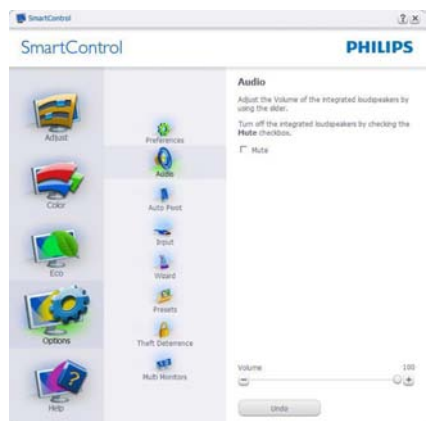 SmartControl
SmartControl
PHILIPS
Adjust
Color
Eco
Options
Help
Preferences
Audio
Auto Pivot
Input
Wizard
Presets
Theft Deterrence
Multi Monitors
Audio
Adjust the Volume of the integrated loudspeakers by
using the slider.
Turn off the integrated loudspeakers by checking the
Mute checkbox.
Mute
Volume 100
Undo